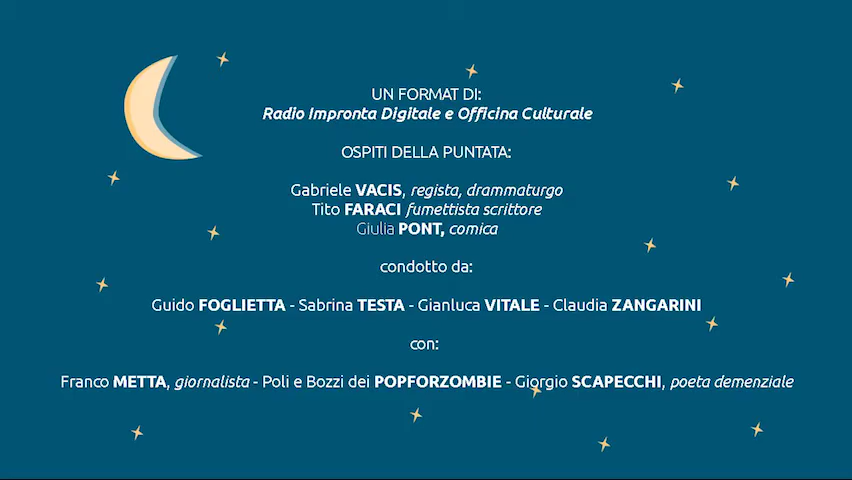 UN FORMAT DI:
Radio Impronta Digitale e Officina Culturale
OSPITI DELLA PUNTATA:
Gabriele VACIS, regista, drammaturgo
Tito FARACI fumettista scrittore
Giulia PONT, comica
condotto da:
Guido FOGLIETTA - Sabrina TESTA - Gianluca VITALE - Claudia ZANGARINI
con:
Franco METTA, giornalista - Poli e Bozzi dei POPFORZOMBIE - Giorgio SCAPECCHI, poeta demenziale